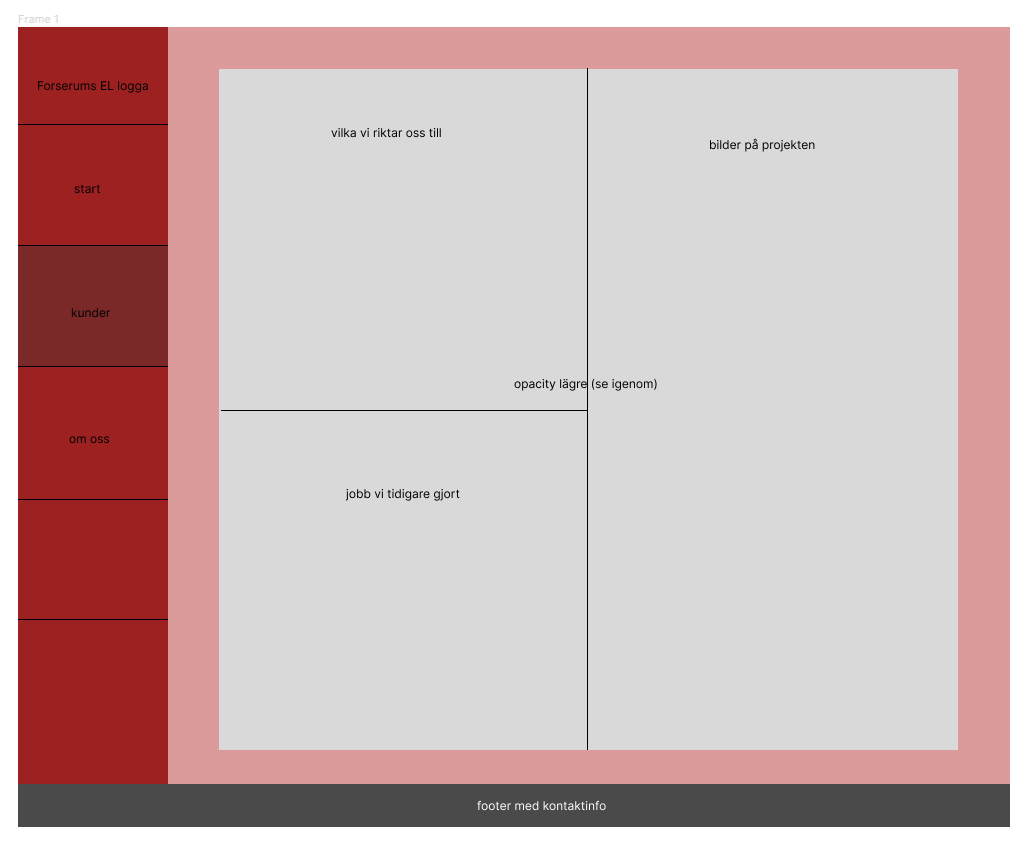 Frame 1
Forserums EL logga
start
kunder
om oss
vilka vi riktar oss till
bilder på projekten
opacity lägre (se igenom)
jobb vi tidigare gjort
footer med kontaktinfo